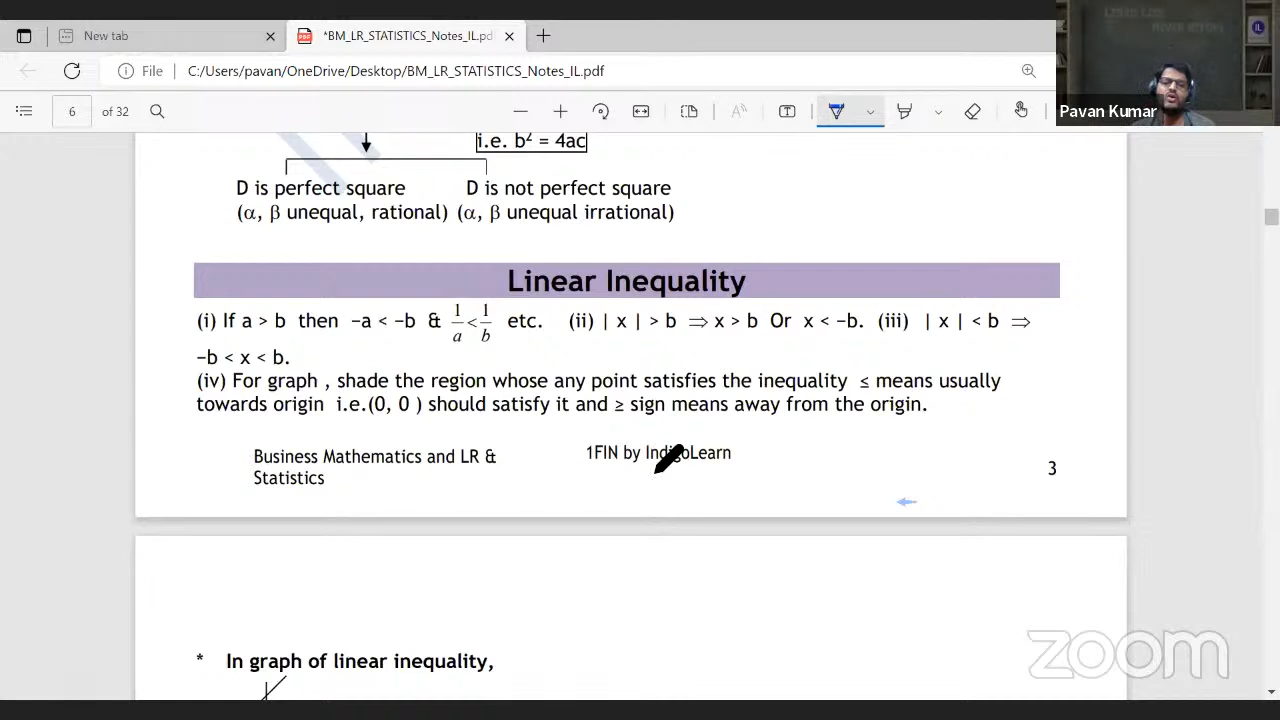 New tab
*BM_LR_STATISTICS_Notes_IL.pdf
File C:/Users/pavan/OneDrive/Desktop/BM_LR_STATISTICS_Notes_IL.pdf
6 of 32
Pavan Kumar
i.e. b² = 4ac
D is perfect square D is not perfect square
(α, β unequal, rational) (α, β unequal irrational)
Linear Inequality
(i) If a > b then −a < −b & 1/a < 1/b etc. (ii) | x | > b ⇒ x > b Or x < −b. (iii) | x | < b ⇒
−b < x < b.
(iv) For graph , shade the region whose any point satisfies the inequality ≤ means usually
towards origin i.e.(0, 0 ) should satisfy it and ≥ sign means away from the origin.
Business Mathematics and LR &
Statistics
1FIN by IndigoLearn
3
* In graph of linear inequality,
zoom